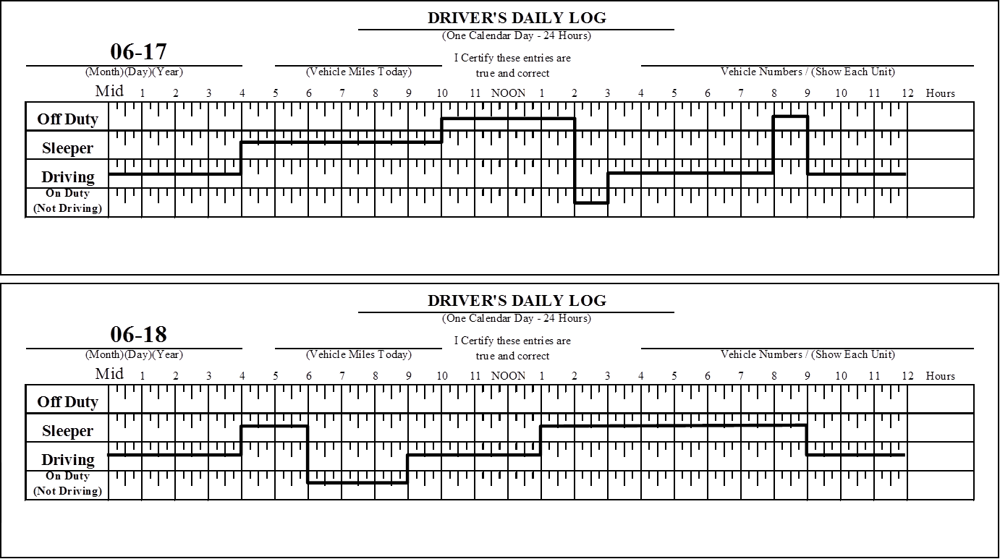 DRIVER'S DAILY LOG
(One Calendar Day - 24 Hours)
06-17
I Certify these entries are
true and correct
(Month)(Day)(Year)
(Vehicle Miles Today)
Vehicle Numbers / (Show Each Unit)
Mid 1 2 3 4 5 6 7 8 9 10 11 NOON 1 2 3 4 5 6 7 8 9 10 11 12 Hours
Off Duty
Sleeper
Driving
On Duty
(Not Driving)
DRIVER'S DAILY LOG
(One Calendar Day - 24 Hours)
06-18
I Certify these entries are
true and correct
(Month)(Day)(Year)
(Vehicle Miles Today)
Vehicle Numbers / (Show Each Unit)
Mid 1 2 3 4 5 6 7 8 9 10 11 NOON 1 2 3 4 5 6 7 8 9 10 11 12 Hours
Off Duty
Sleeper
Driving
On Duty
(Not Driving)